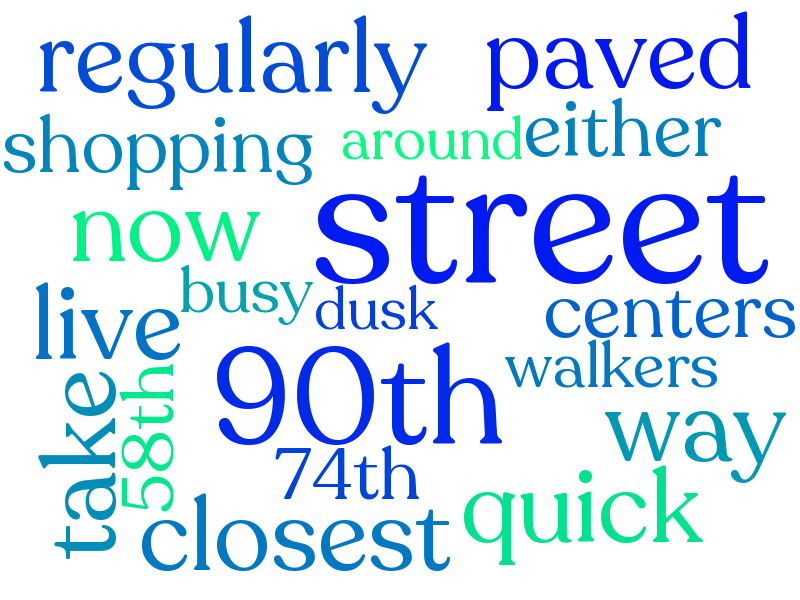 regularly paved
shopping around either
now street
busy
live dusk centers
90th walkers
take 58th way
74th
closest quick